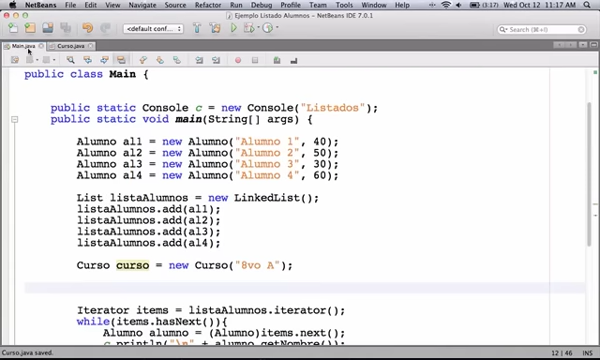 NetBeans File Edit View Navigate Source Refactor Run Debug Profile Team Tools Window Help (3:17) Wed Oct 12 11:17 AM
Ejemplo Listado Alumnos - NetBeans IDE 7.0.1
<default conf... Search (⌘+I)
Main.java Curso.java
public class Main {
public static Console c = new Console("Listados");
public static void main(String[] args) {
Alumno al1 = new Alumno("Alumno 1", 40);
Alumno al2 = new Alumno("Alumno 2", 50);
Alumno al3 = new Alumno("Alumno 3", 30);
Alumno al4 = new Alumno("Alumno 4", 60);
List listaAlumnos = new LinkedList();
listaAlumnos.add(al1);
listaAlumnos.add(al2);
listaAlumnos.add(al3);
listaAlumnos.add(al4);
Curso curso = new Curso("8vo A");
Iterator items = listaAlumnos.iterator();
while(items.hasNext()){
Alumno alumno = (Alumno)items.next();
c.println("\n" + alumno.getNombre());
Curso.java saved. 12 | 46 INS